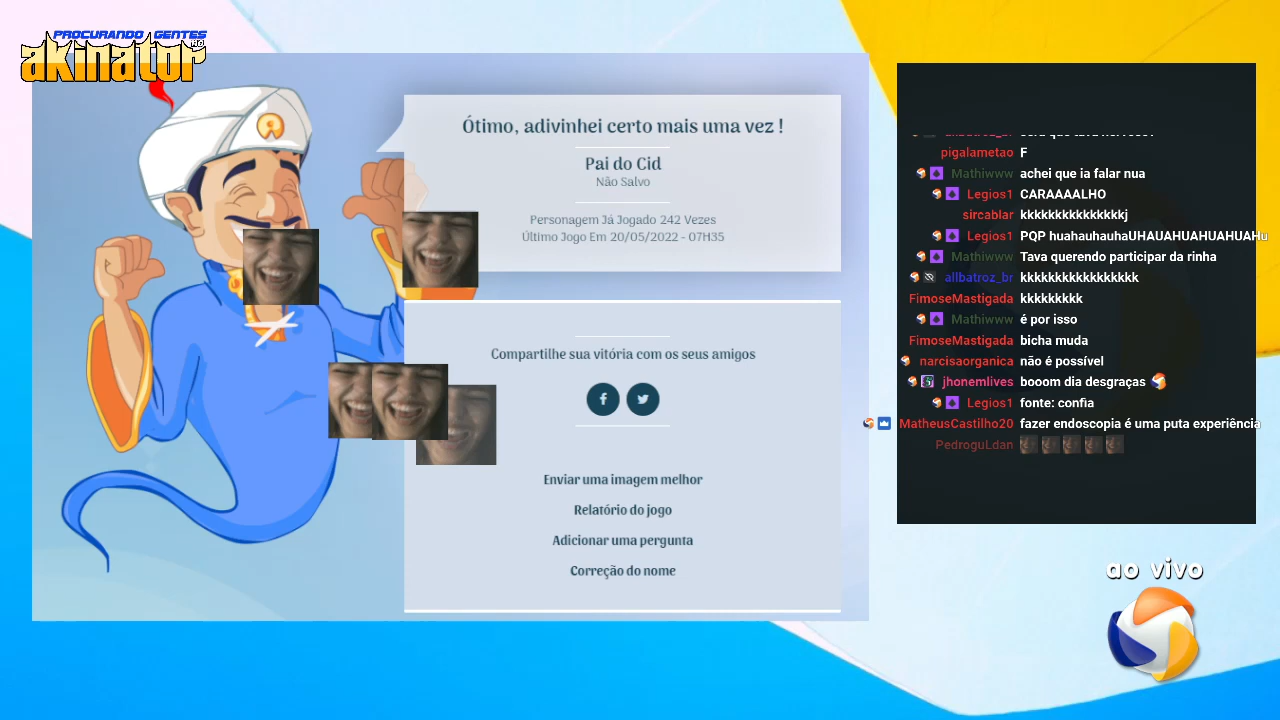 PROCURANDO GENTES
akinator
Ótimo, adivinhei certo mais uma vez !
Pai do Cid
Não Salvo
Personagem Já Jogado 242 Vezes
Último Jogo Em 20/05/2022 - 07H35
Compartilhe sua vitória com os seus amigos
Enviar uma imagem melhor
Relatório do jogo
Adicionar uma pergunta
Correção do nome
pigalametao F
Mathiwww achei que ia falar nua
Legios1 CARAAAALHO
sircablar kkkkkkkkkkkkkkkj
Legios1 PQP huahauhauhaUHAUAHUAHUAHUAHu
Mathiwww Tava querendo participar da rinha
allbatroz_br kkkkkkkkkkkkkkkkk
FimoseMastigada kkkkkkkkk
Mathiwww é por isso
FimoseMastigada bicha muda
narcisaorganica não é possível
jhonemlives booom dia desgraças
Legios1 fonte: confia
MatheusCastilho20 fazer endoscopia é uma puta experiência
PedroguLdan
ao vivo